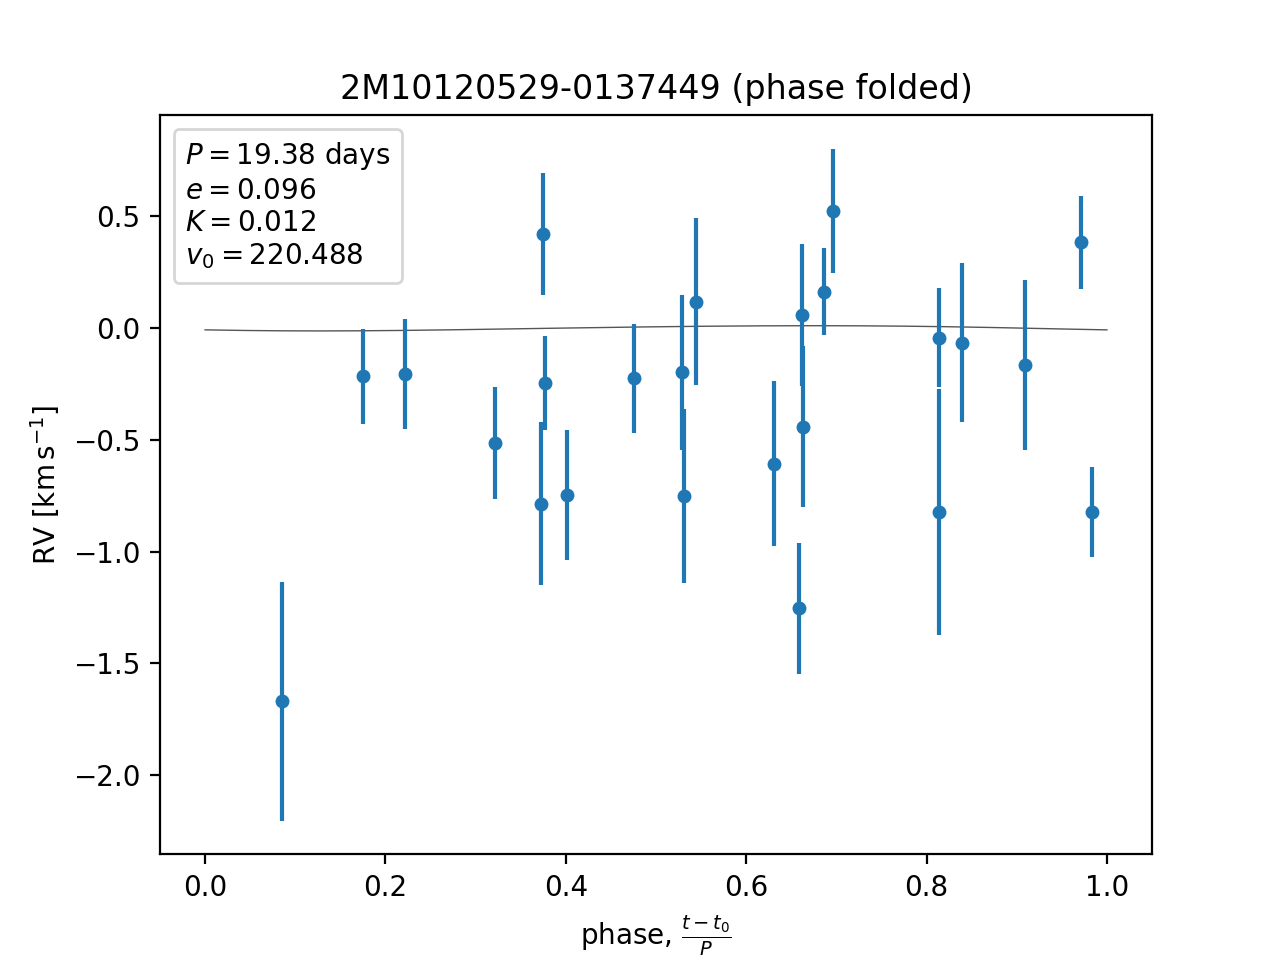 2M10120529-0137449 (phase folded)
P = 19.38 days
e = 0.096
K = 0.012
v₀ = 220.488
0.5
0.0
−0.5
−1.0
−1.5
−2.0
RV [km s⁻¹]
0.0 0.2 0.4 0.6 0.8 1.0
phase, (t − t₀)/P